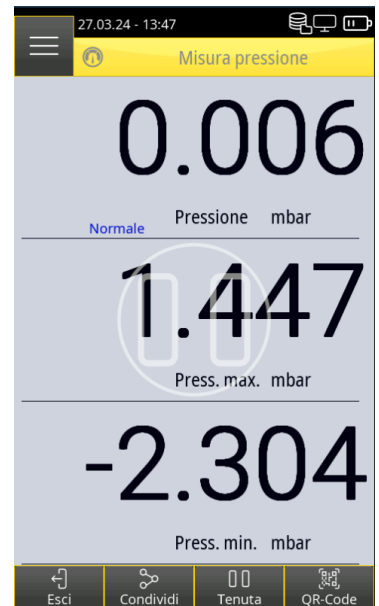 27.03.24 - 13:47
Misura pressione
0.006
Normale Pressione mbar
1.447
Press. max. mbar
-2.304
Press. min. mbar
Esci Condividi Tenuta QR-Code